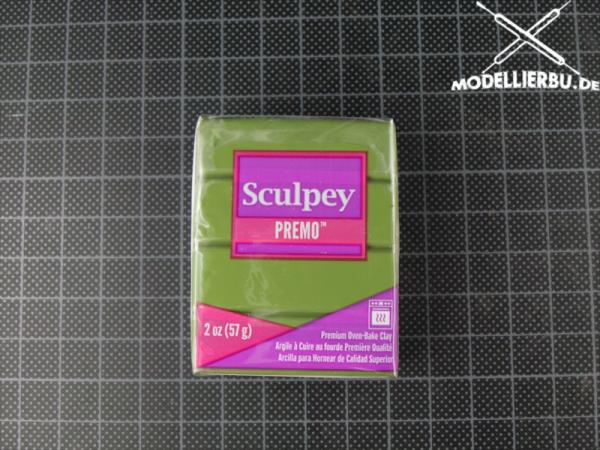 MODELLIERBU.DE
Sculpey
PREMO™
2 oz (57 g)
Premium Oven-Bake Clay
Argile à Cuire au fourde Première Qualité
Arcilla para Hornear de Calidad Superior